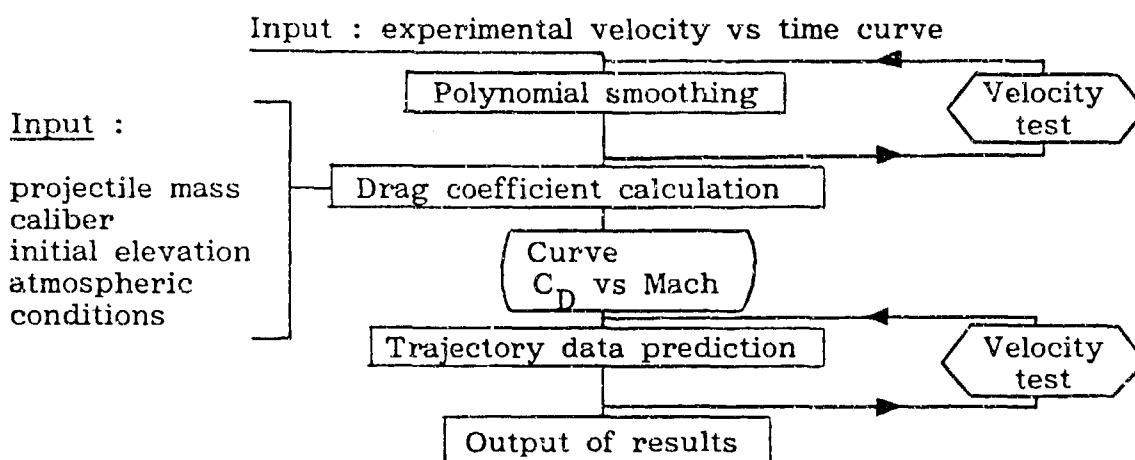 Input : experimental velocity vs time curve
Polynomial smoothing
Velocity
test
Input :
projectile mass
caliber
initial elevation
atmospheric
conditions
Drag coefficient calculation
Curve
C_D vs Mach
Trajectory data prediction
Velocity
test
Output of results